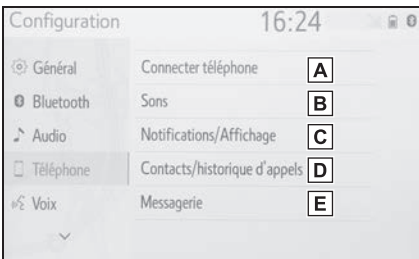 Configuration 16:24
Général
Connecter téléphone A
Bluetooth
Sons B
Audio
Notifications/Affichage C
Téléphone
Contacts/historique d'appels D
Voix
Messagerie E